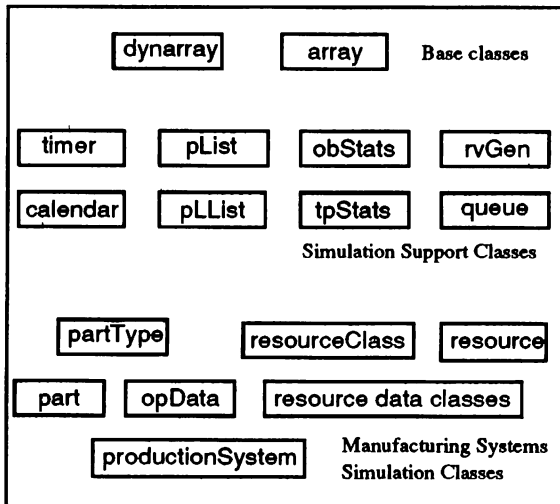 dynarray array Base classes
timer pList obStats rvGen
calendar pLList tpStats queue
Simulation Support Classes
partType resourceClass resource
part opData resource data classes
productionSystem Manufacturing Systems
Simulation Classes